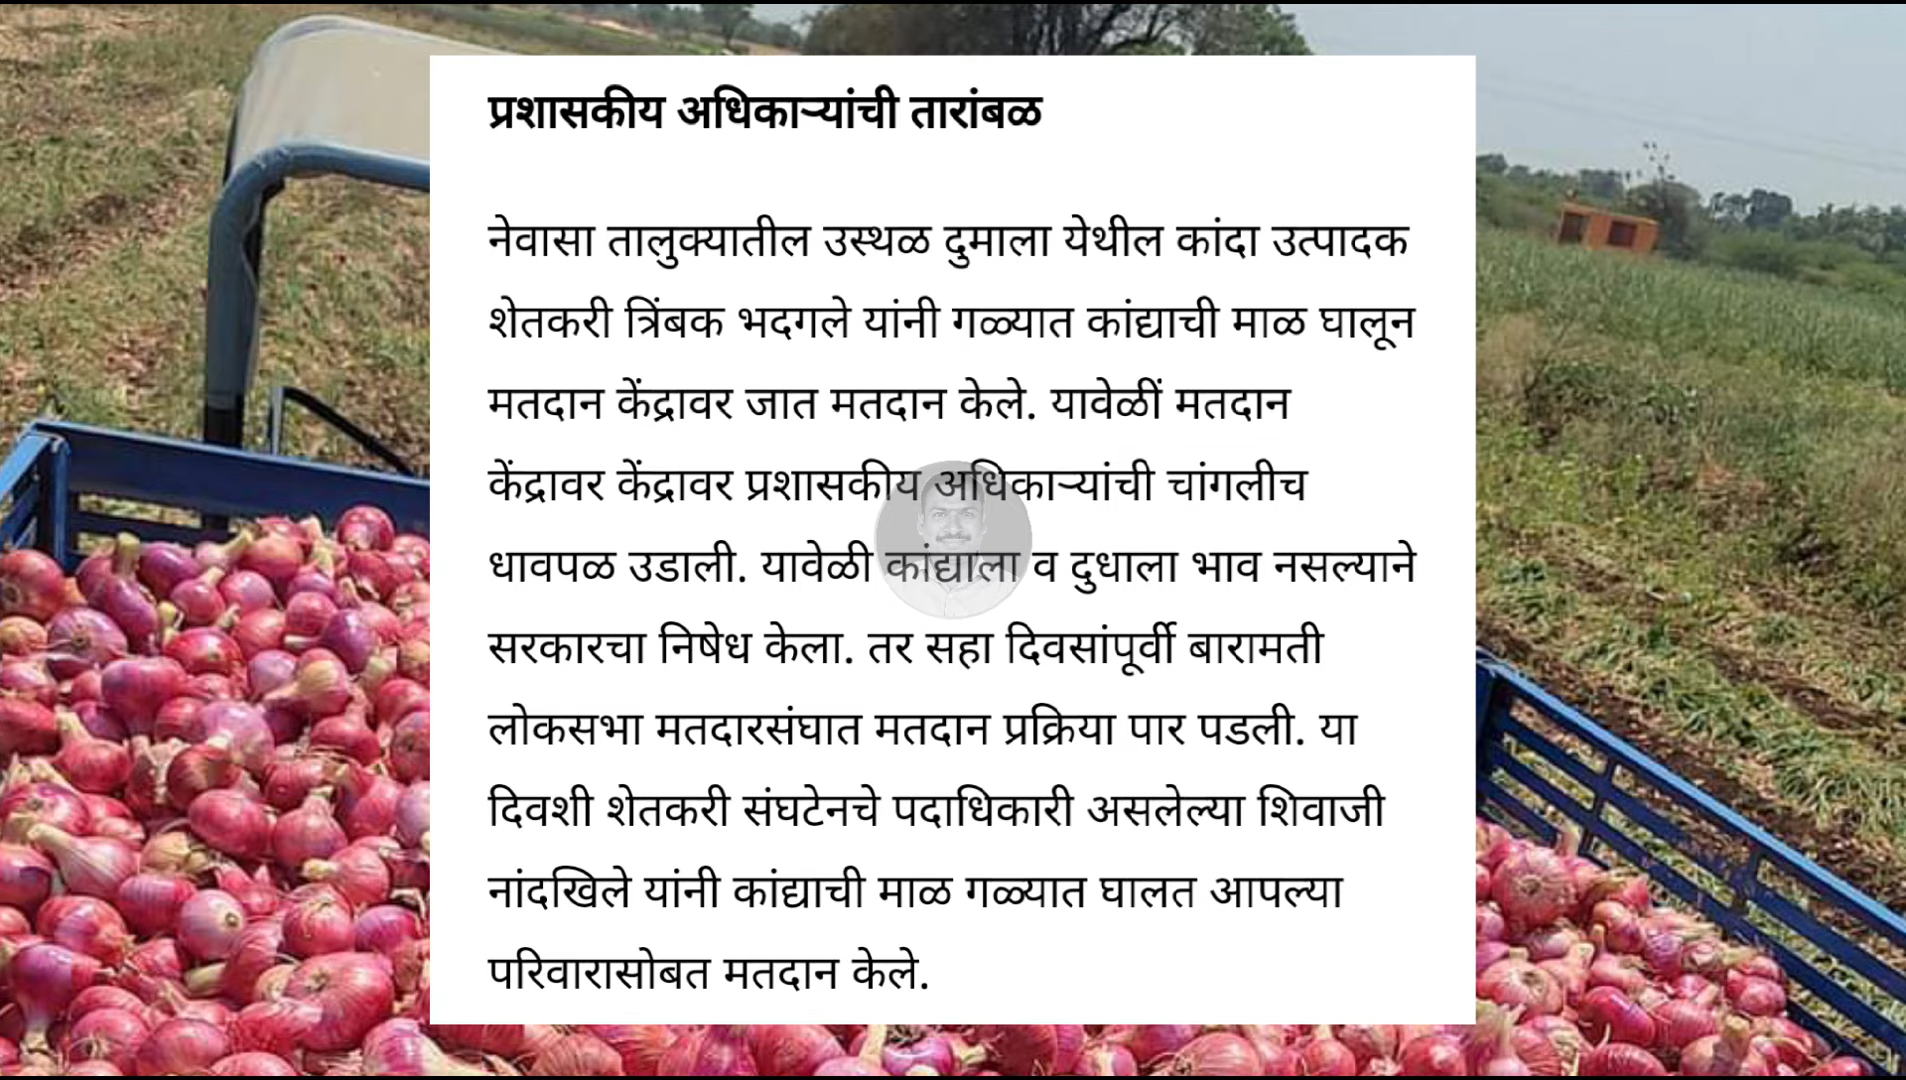 प्रशासकीय अधिकाऱ्यांची तारांबळ
नेवासा तालुक्यातील उस्थळ दुमाला येथील कांदा उत्पादक
शेतकरी त्रिंबक भदगले यांनी गळ्यात कांद्याची माळ घालून
मतदान केंद्रावर जात मतदान केले. यावेळीं मतदान
केंद्रावर केंद्रावर प्रशासकीय अधिकाऱ्यांची चांगलीच
धावपळ उडाली. यावेळी कांद्याला व दुधाला भाव नसल्याने
सरकारचा निषेध केला. तर सहा दिवसांपूर्वी बारामती
लोकसभा मतदारसंघात मतदान प्रक्रिया पार पडली. या
दिवशी शेतकरी संघटेनचे पदाधिकारी असलेल्या शिवाजी
नांदखिले यांनी कांद्याची माळ गळ्यात घालत आपल्या
परिवारासोबत मतदान केले.